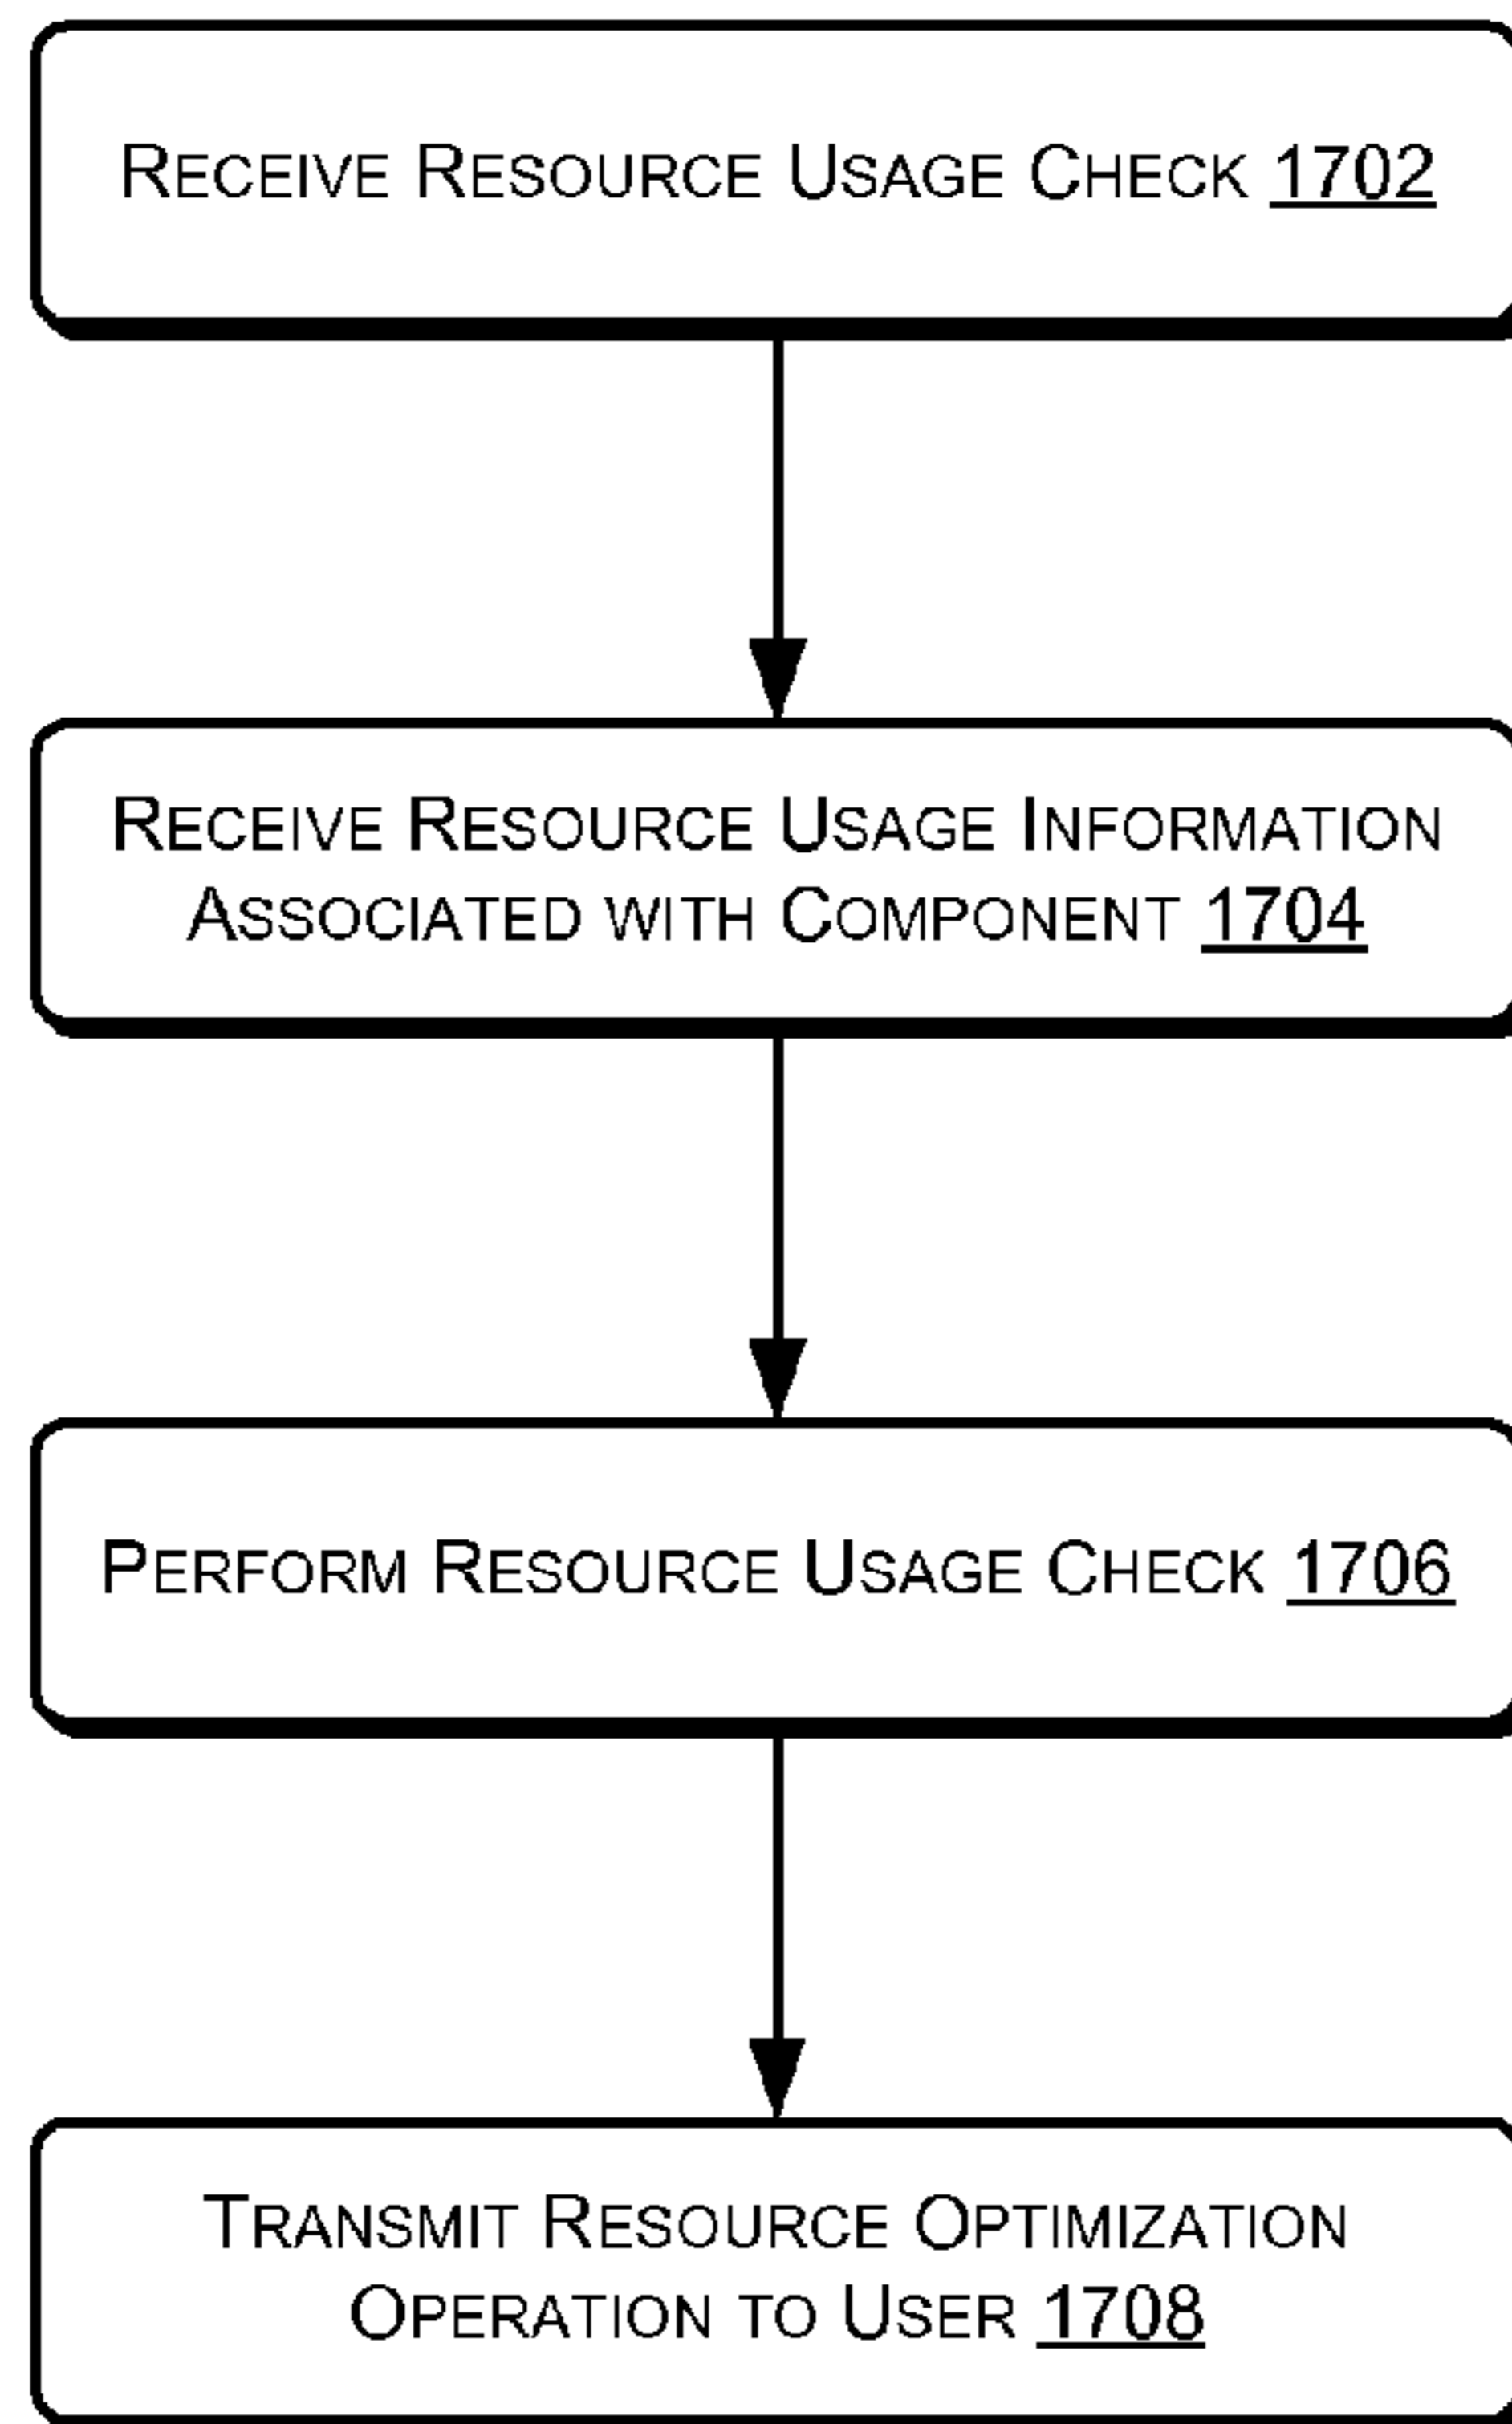 RECEIVE RESOURCE USAGE CHECK 1702
RECEIVE RESOURCE USAGE INFORMATION
ASSOCIATED WITH COMPONENT 1704
PERFORM RESOURCE USAGE CHECK 1706
TRANSMIT RESOURCE OPTIMIZATION
OPERATION TO USER 1708